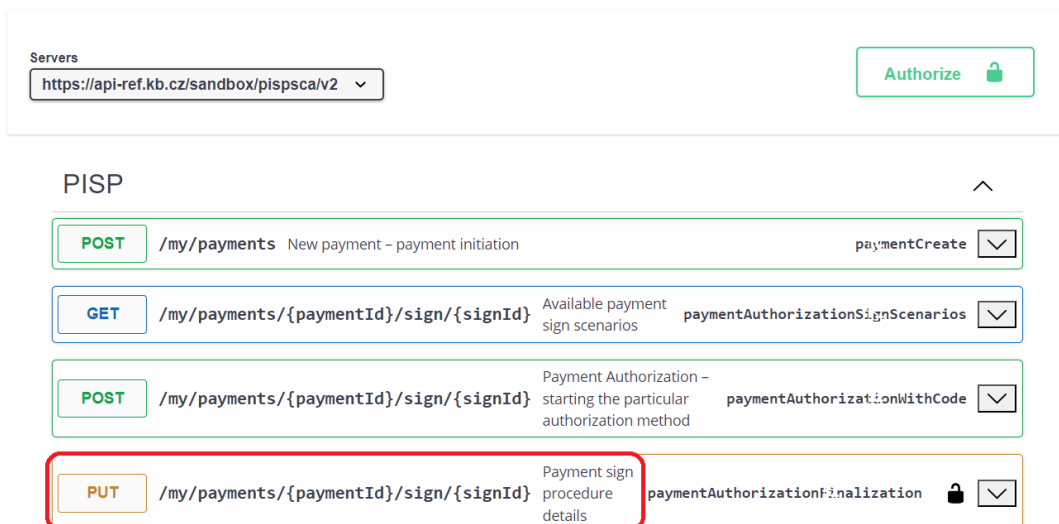 Servers
https://api-ref.kb.cz/sandbox/pispsca/v2
Authorize
PISP
POST /my/payments New payment – payment initiation paymentCreate
GET /my/payments/{paymentId}/sign/{signId} Available payment
sign scenarios paymentAuthorizationSignScenarios
POST /my/payments/{paymentId}/sign/{signId} Payment Authorization –
starting the particular paymentAuthorizationWithCode
authorization method
PUT /my/payments/{paymentId}/sign/{signId} Payment sign
procedure paymentAuthorizationFinalization
details